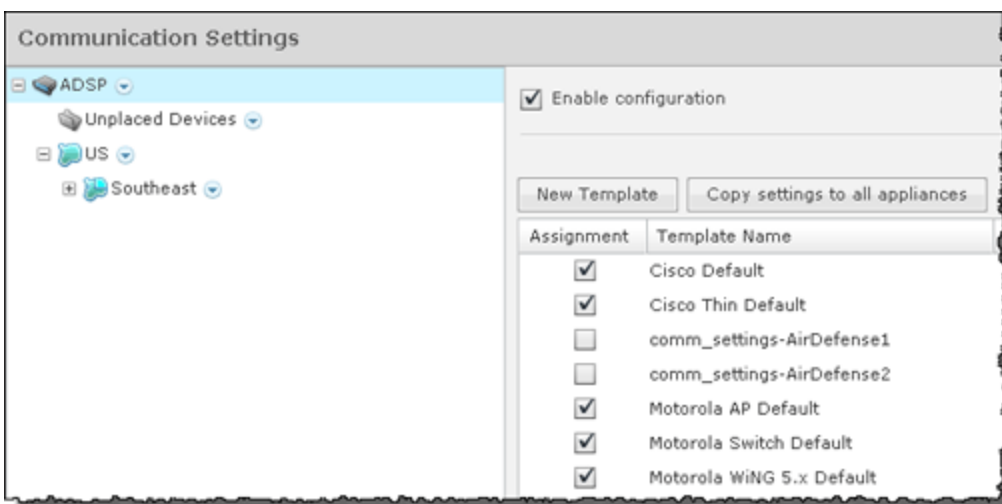 Communication Settings
ADSP
Unplaced Devices
US
Southeast
Enable configuration
New Template
Copy settings to all appliances
Assignment
Template Name
Cisco Default
Cisco Thin Default
comm_settings-AirDefense1
comm_settings-AirDefense2
Motorola AP Default
Motorola Switch Default
Motorola WiNG 5.x Default